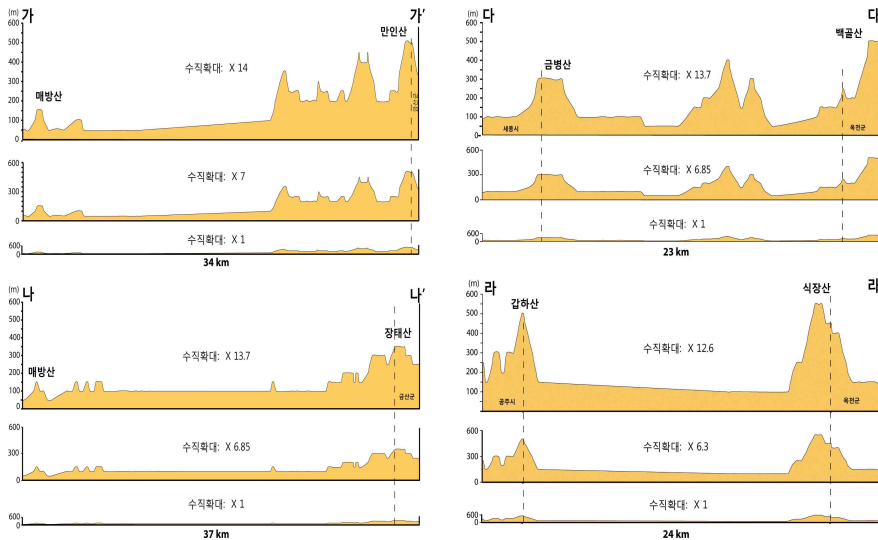 가
가′
(m)
600
500
400
300
200
100
0
매방산
만인산
수직확대: X 14
600
300
0
수직확대: X 7
600
0
수직확대: X 1
34 km
다
다
(m)
600
500
400
300
200
100
0
금병산
백골산
수직확대: X 13.7
세종시
옥천군
600
300
0
수직확대: X 6.85
600
0
수직확대: X 1
23 km
나
나′
(m)
600
500
400
300
200
100
0
매방산
장태산
수직확대: X 13.7
금산군
600
300
0
수직확대: X 6.85
600
0
수직확대: X 1
37 km
라
라
(m)
600
500
400
300
200
100
0
갑하산
식장산
수직확대: X 12.6
공주시
옥천군
600
300
0
수직확대: X 6.3
600
0
수직확대: X 1
24 km